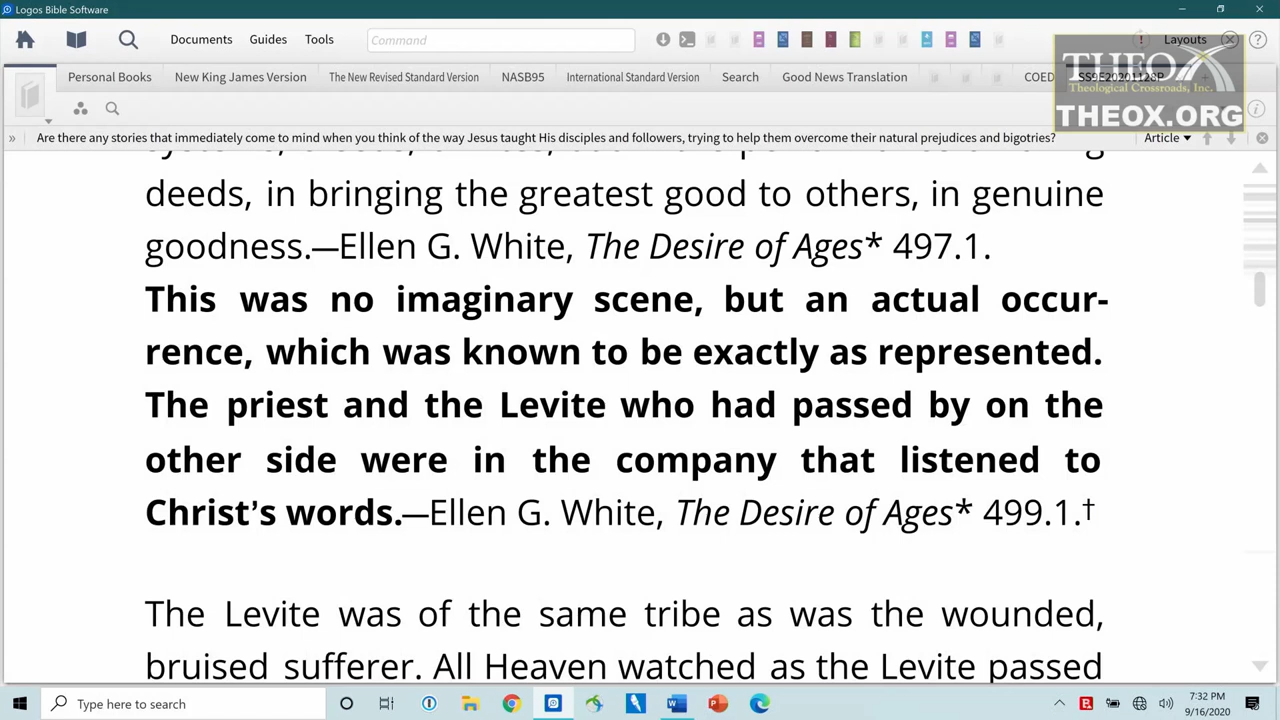 Logos Bible Software
Documents Guides Tools Command Layouts
Personal Books New King James Version The New Revised Standard Version NASB95 International Standard Version Search Good News Translation COED SS9E20201128P
THEOX
Theological Crossroads, Inc.
THEOX.ORG
» Are there any stories that immediately come to mind when you think of the way Jesus taught His disciples and followers, trying to help them overcome their natural prejudices and bigotries? Article
deeds, in bringing the greatest good to others, in genuine
goodness.—Ellen G. White, The Desire of Ages* 497.1.
This was no imaginary scene, but an actual occur-
rence, which was known to be exactly as represented.
The priest and the Levite who had passed by on the
other side were in the company that listened to
Christ’s words.—Ellen G. White, The Desire of Ages* 499.1.†
The Levite was of the same tribe as was the wounded,
bruised sufferer. All Heaven watched as the Levite passed
Type here to search
7:32 PM
9/16/2020